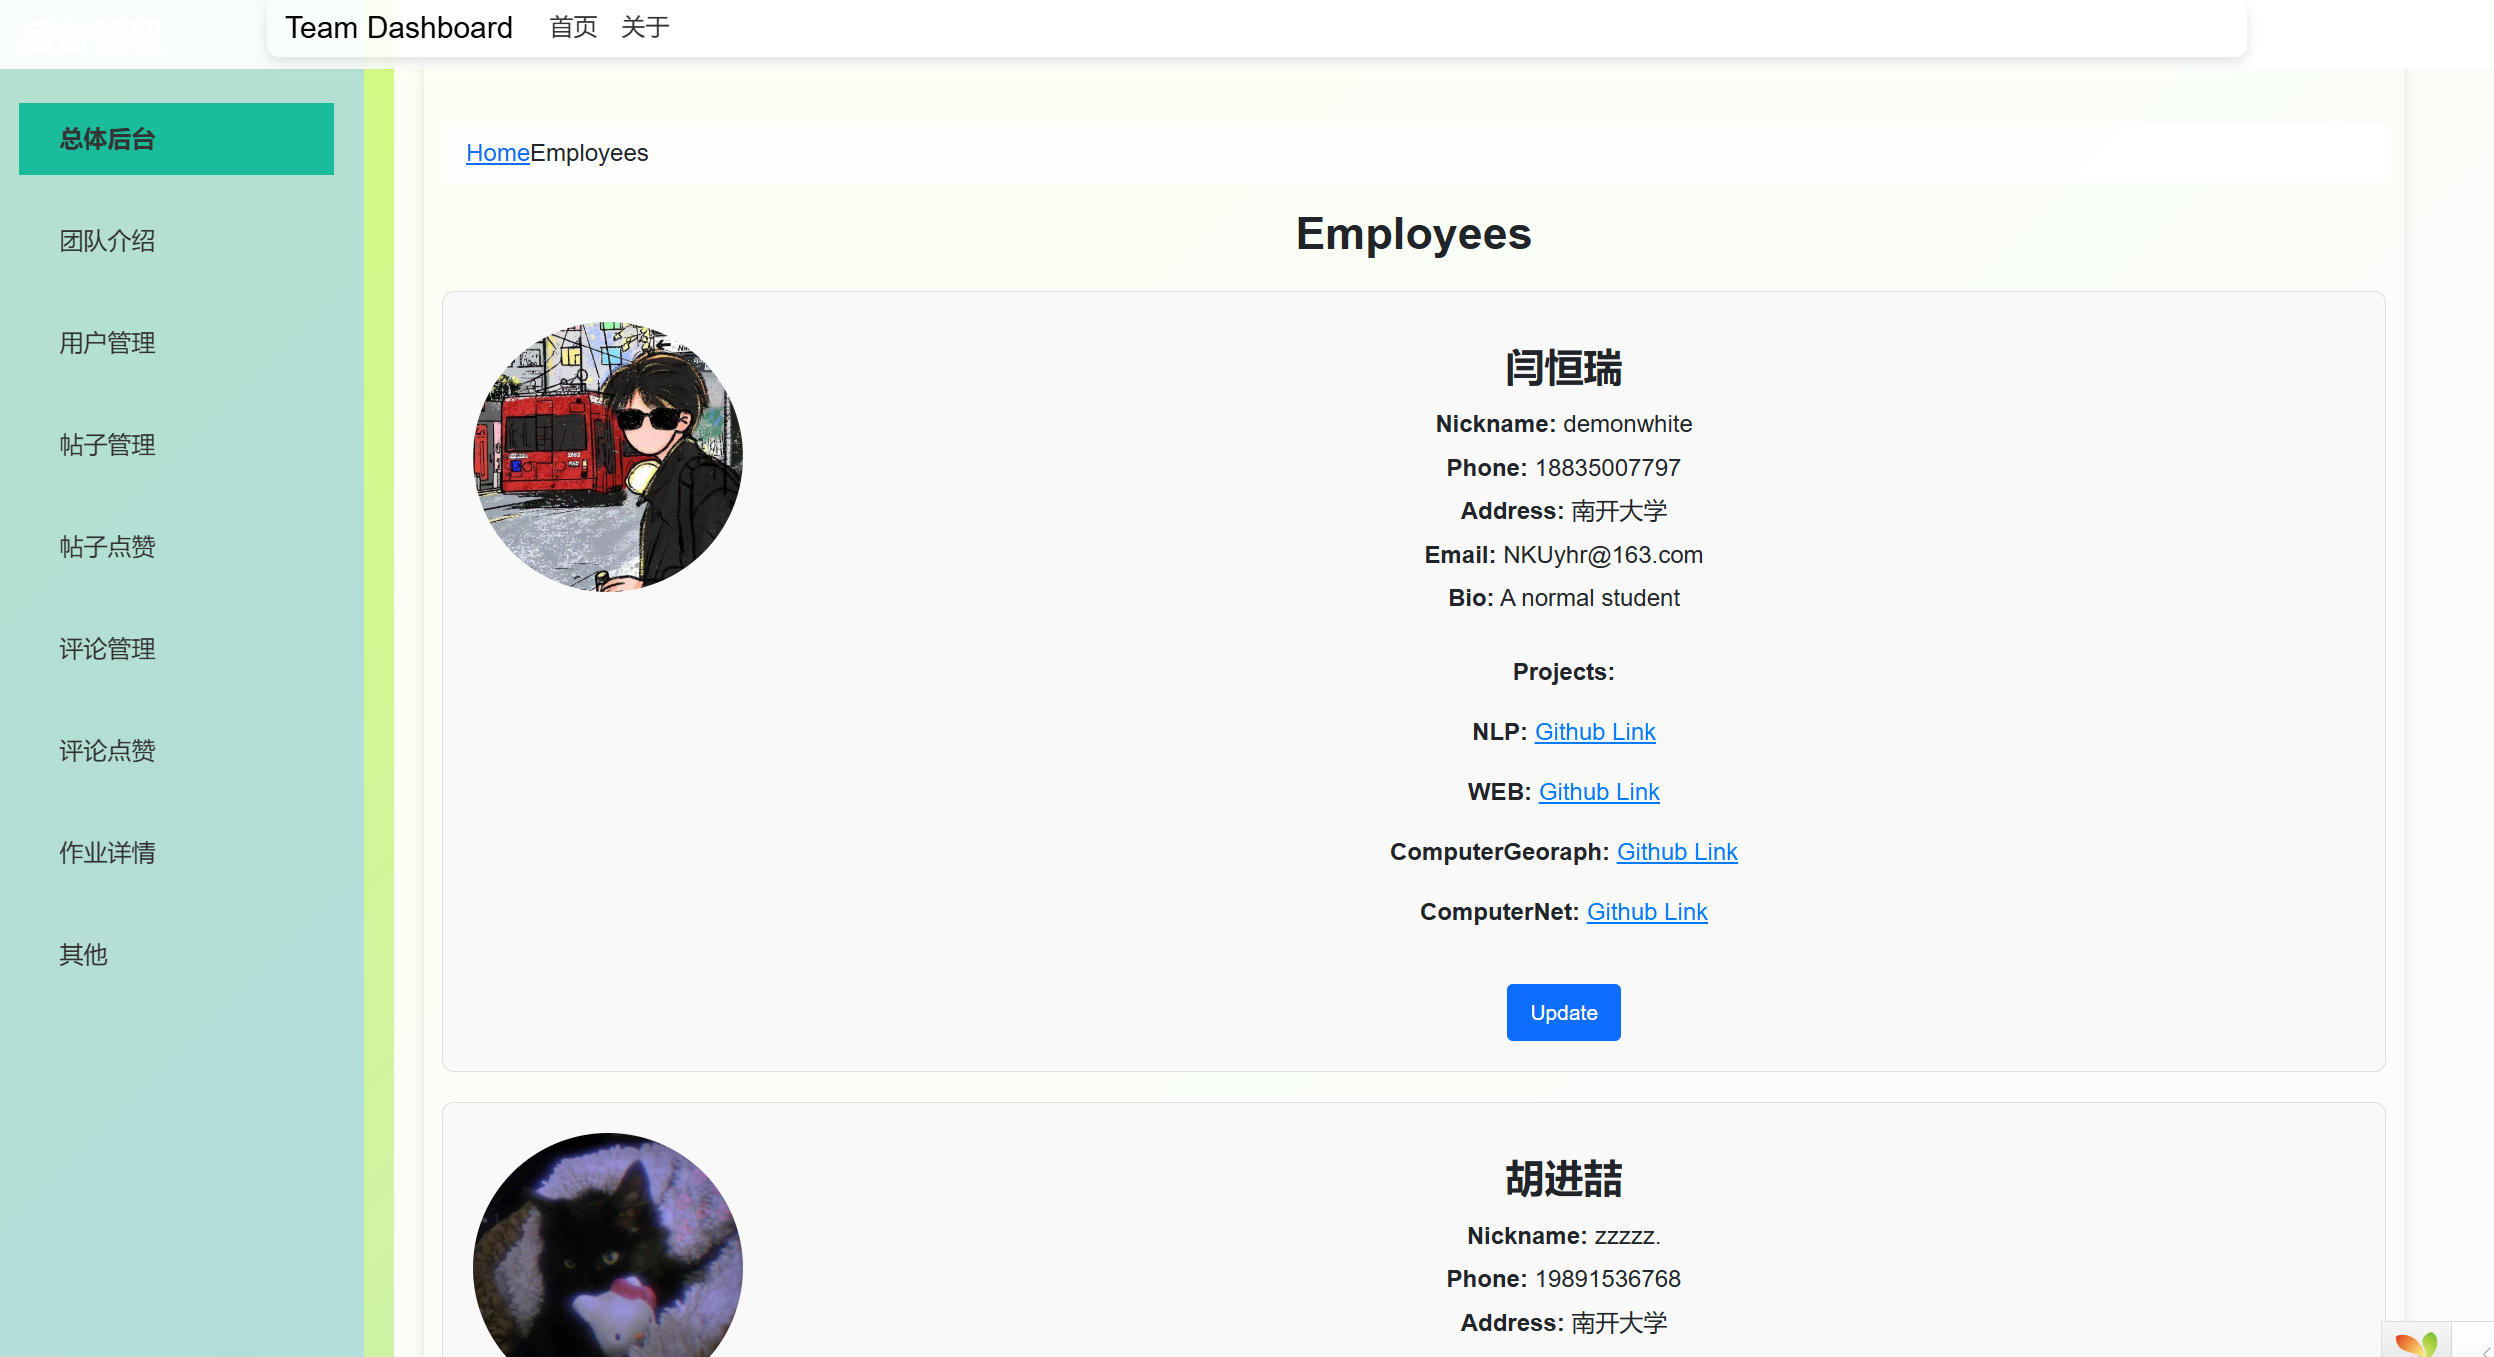 后台管理
Team Dashboard 首页 关于
总体后台
团队介绍
用户管理
帖子管理
帖子点赞
评论管理
评论点赞
作业详情
其他
HomeEmployees
Employees
闫恒瑞
Nickname: demonwhite
Phone: 18835007797
Address: 南开大学
Email: NKUyhr@163.com
Bio: A normal student
Projects:
NLP: Github Link
WEB: Github Link
ComputerGeoraph: Github Link
ComputerNet: Github Link
Update
胡进喆
Nickname: zzzzz.
Phone: 19891536768
Address: 南开大学